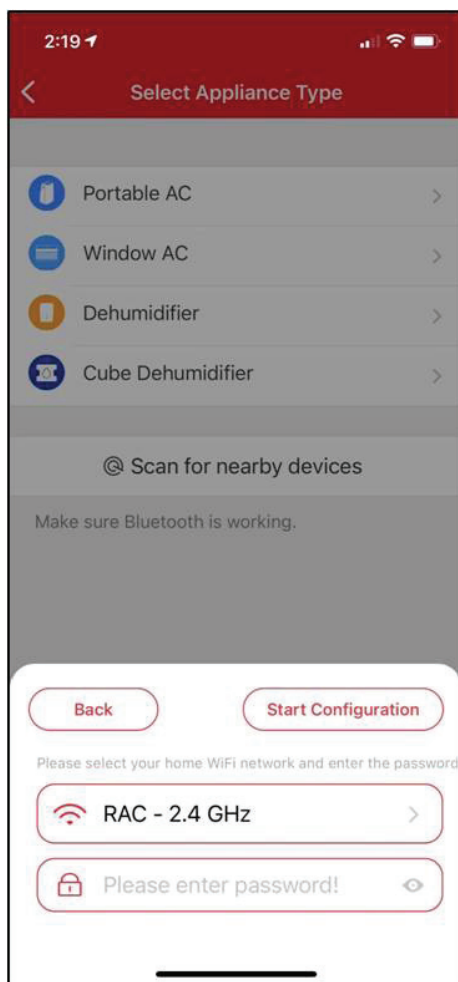 2:19
Select Appliance Type
Portable AC
Window AC
Dehumidifier
Cube Dehumidifier
Scan for nearby devices
Make sure Bluetooth is working.
Back
Start Configuration
Please select your home WiFi network and enter the password
RAC - 2.4 GHz
Please enter password!